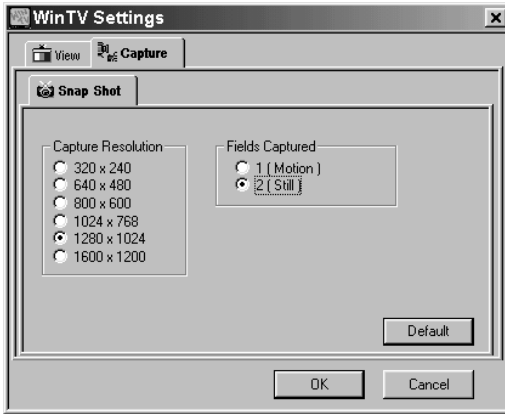 WinTV Settings
View
Capture
Snap Shot
Capture Resolution
320 x 240
640 x 480
800 x 600
1024 x 768
1280 x 1024
1600 x 1200
Fields Captured
1 ( Motion )
2 ( Still )
Default
OK
Cancel